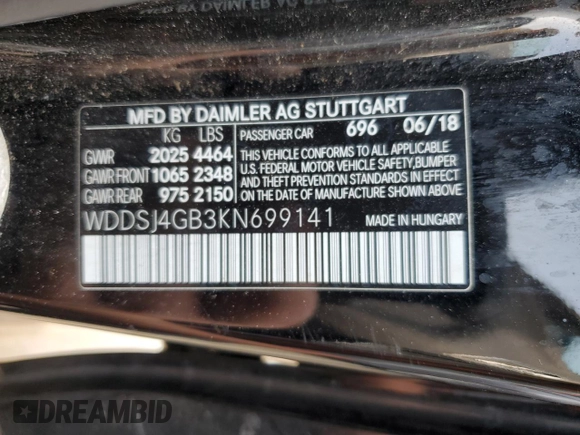 MFD BY DAIMLER AG STUTTGART
KG LBS PASSENGER CAR 696 06/18
GVWR 2025 4464 THIS VEHICLE CONFORMS TO ALL APPLICABLE
GAWR FRONT 1065 2348 U.S. FEDERAL MOTOR VEHICLE SAFETY, BUMPER
AND THEFT PREVENTION STANDARDS IN EFFECT
GAWR REAR 975 2150 ON THE DATE OF MANUFACTURE SHOWN ABOVE.
WDDSJ4GB3KN699141 MADE IN HUNGARY
DREAMBID